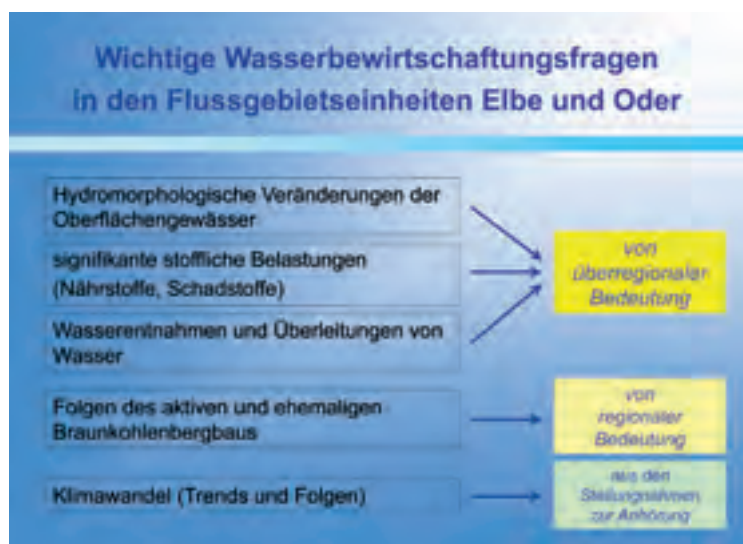 Wichtige Wasserbewirtschaftungsfragen
in den Flussgebietseinheiten Elbe und Oder
Hydromorphologische Veränderungen der
Oberflächengewässer
signifikante stoffliche Belastungen
(Nährstoffe, Schadstoffe)
Wasserentnahmen und Überleitungen von
Wasser
von
überregionaler
Bedeutung
Folgen des aktiven und ehemaligen
Braunkohlenbergbaus
von
regionaler
Bedeutung
Klimawandel (Trends und Folgen)
aus den
Stellungnahmen
zur Anhörung